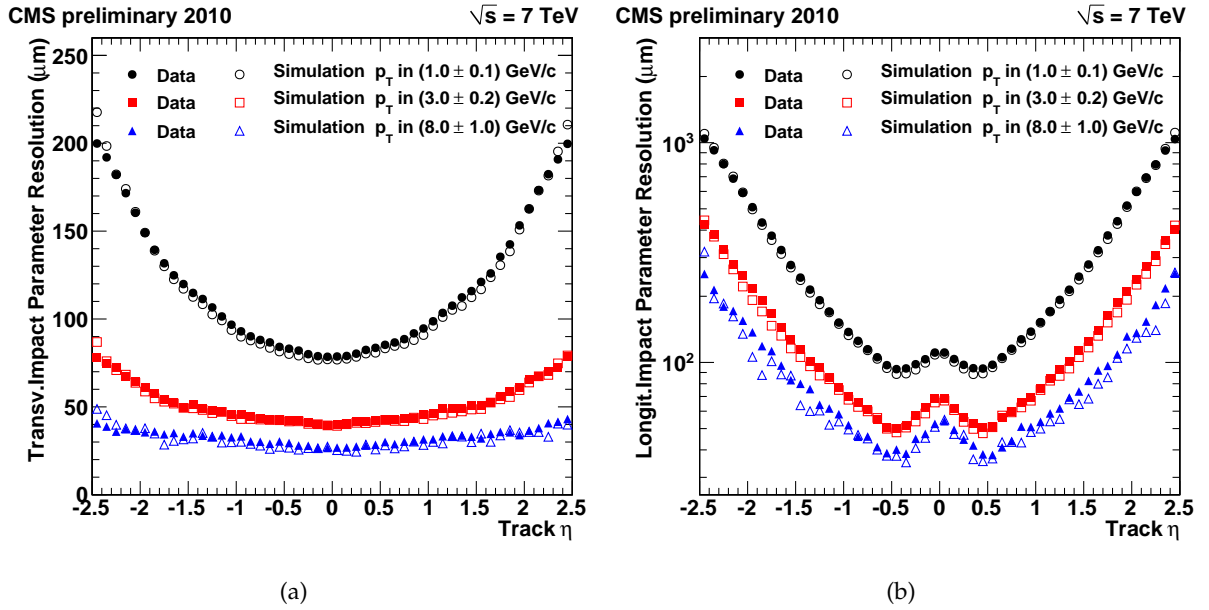 CMS preliminary 2010 √s = 7 TeV
Transv.Impact Parameter Resolution (μm)
260
250
200
150
100
50
0
Data Simulation p_T in (1.0 ± 0.1) GeV/c
Data Simulation p_T in (3.0 ± 0.2) GeV/c
Data Simulation p_T in (8.0 ± 1.0) GeV/c
-2.5 -2 -1.5 -1 -0.5 0 0.5 1 1.5 2 2.5
Track η
(a)
CMS preliminary 2010 √s = 7 TeV
Longit.Impact Parameter Resolution (μm)
10³
10²
Data Simulation p_T in (1.0 ± 0.1) GeV/c
Data Simulation p_T in (3.0 ± 0.2) GeV/c
Data Simulation p_T in (8.0 ± 1.0) GeV/c
-2.5 -2 -1.5 -1 -0.5 0 0.5 1 1.5 2 2.5
Track η
(b)